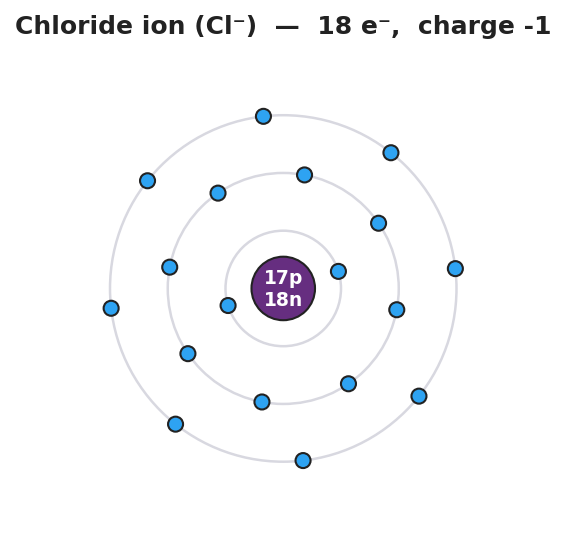 Chloride ion (Cl⁻)  —  18 e⁻,  charge -1
17p
18n